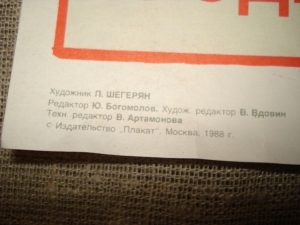 Художник П. ШЕГЕРЯН
Редактор Ю. Богомолов. Худож. редактор В. Вдовин
Техн. редактор В. Артамонова
© Издательство „Плакат". Москва, 1988 г.